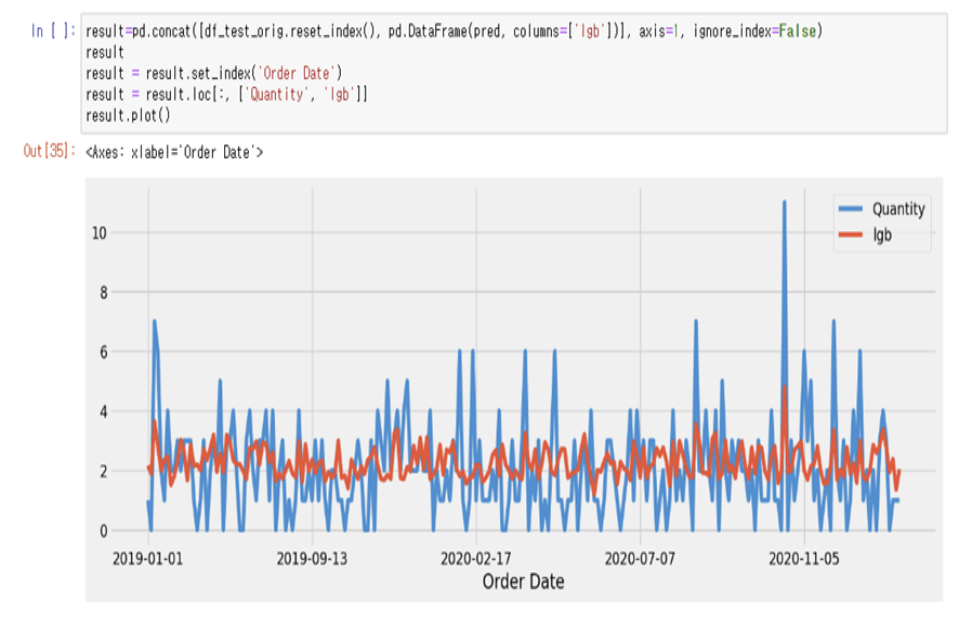 In [ ]: result=pd.concat([df_test_orig.reset_index(), pd.DataFrame(pred, columns=['lgb'])], axis=1, ignore_index=False)
result
result = result.set_index('Order Date')
result = result.loc[:, ['Quantity', 'lgb']]
result.plot()
Out[35]: <Axes: xlabel='Order Date'>
Quantity
lgb
10
8
6
4
2
0
2019-01-01 2019-09-13 2020-02-17 2020-07-07 2020-11-05
Order Date